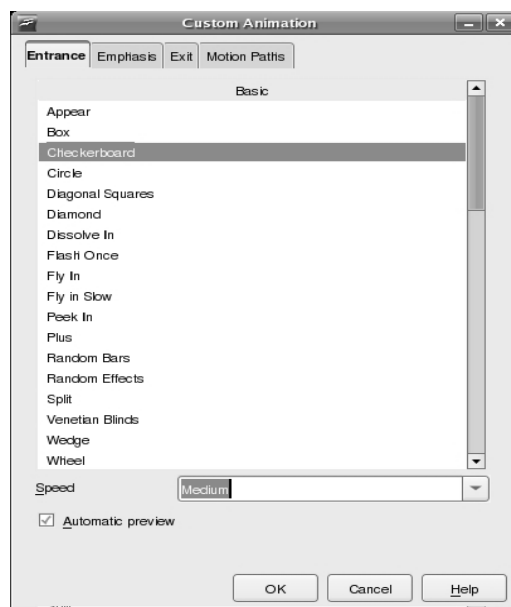 Custom Animation
Entrance Emphasis Exit Motion Paths
Basic
Appear
Box
Checkerboard
Circle
Diagonal Squares
Diamond
Dissolve In
Flash Once
Fly In
Fly in Slow
Peek In
Plus
Random Bars
Random Effects
Split
Venetian Blinds
Wedge
Wheel
Speed Medium
Automatic preview
OK Cancel Help